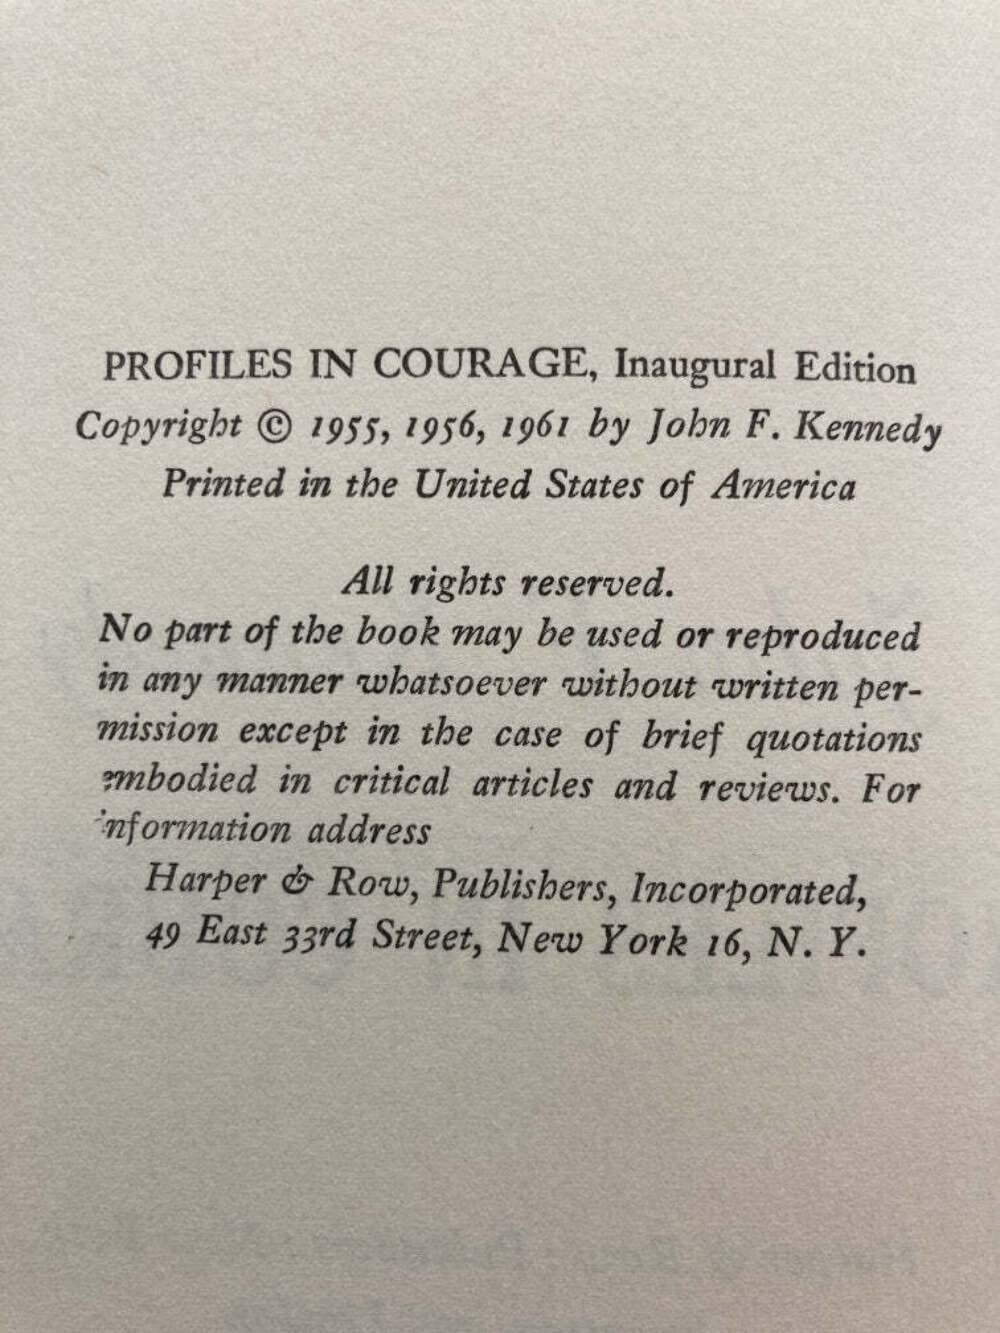 PROFILES IN COURAGE, Inaugural Edition
Copyright © 1955, 1956, 1961 by John F. Kennedy
Printed in the United States of America
All rights reserved.
No part of the book may be used or reproduced
in any manner whatsoever without written per-
mission except in the case of brief quotations
embodied in critical articles and reviews. For
information address
Harper & Row, Publishers, Incorporated,
49 East 33rd Street, New York 16, N. Y.